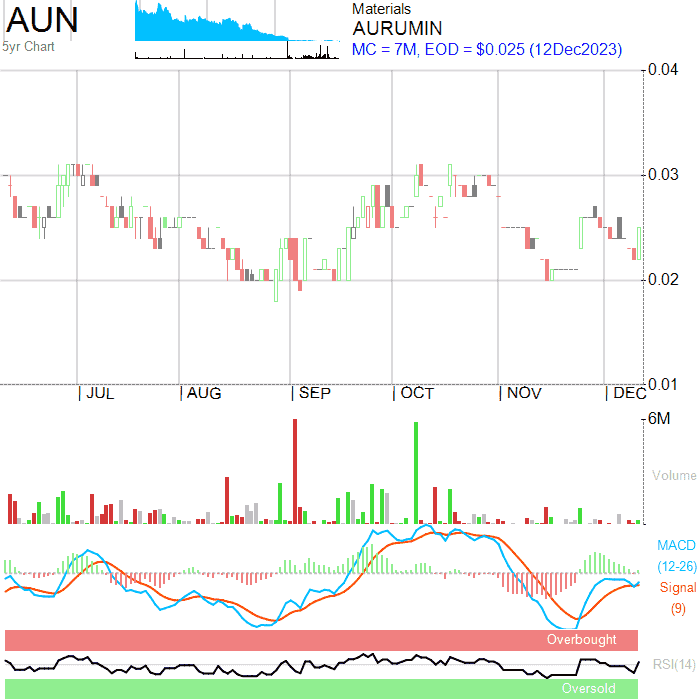 AUN
5yr Chart
Materials
AURUMIN
MC = 7M, EOD = $0.025 (12Dec2023)
0.04
0.03
0.02
0.01
JUL
AUG
SEP
OCT
NOV
DEC
6M
Volume
MACD
(12-26)
Signal
(9)
Overbought
RSI(14)
Oversold